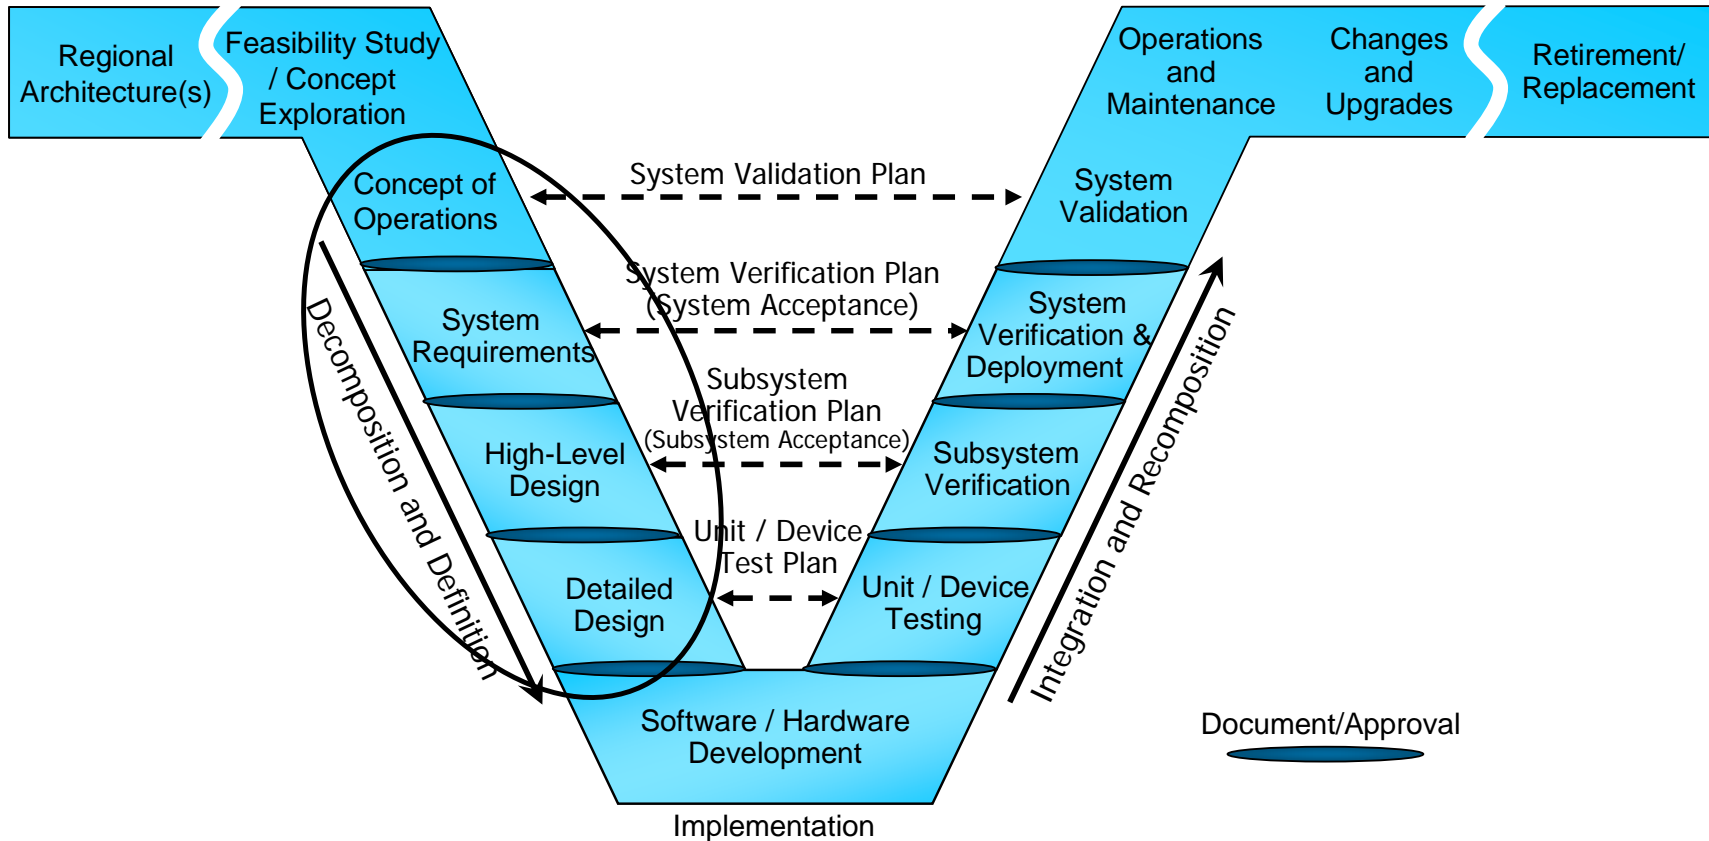 Regional
Architecture(s)
Feasibility Study
/ Concept
Exploration
Operations
and
Maintenance
Changes
and
Upgrades
Retirement/
Replacement
Concept of
Operations
System Validation Plan
System
Validation
System Verification Plan
(System Acceptance)
System
Requirements
System
Verification &
Deployment
Subsystem
Verification Plan
(Subsystem Acceptance)
High-Level
Design
Subsystem
Verification
Unit / Device
Test Plan
Detailed
Design
Unit / Device
Testing
Decomposition and Definition
Integration and Recomposition
Software / Hardware
Development
Implementation
Document/Approval